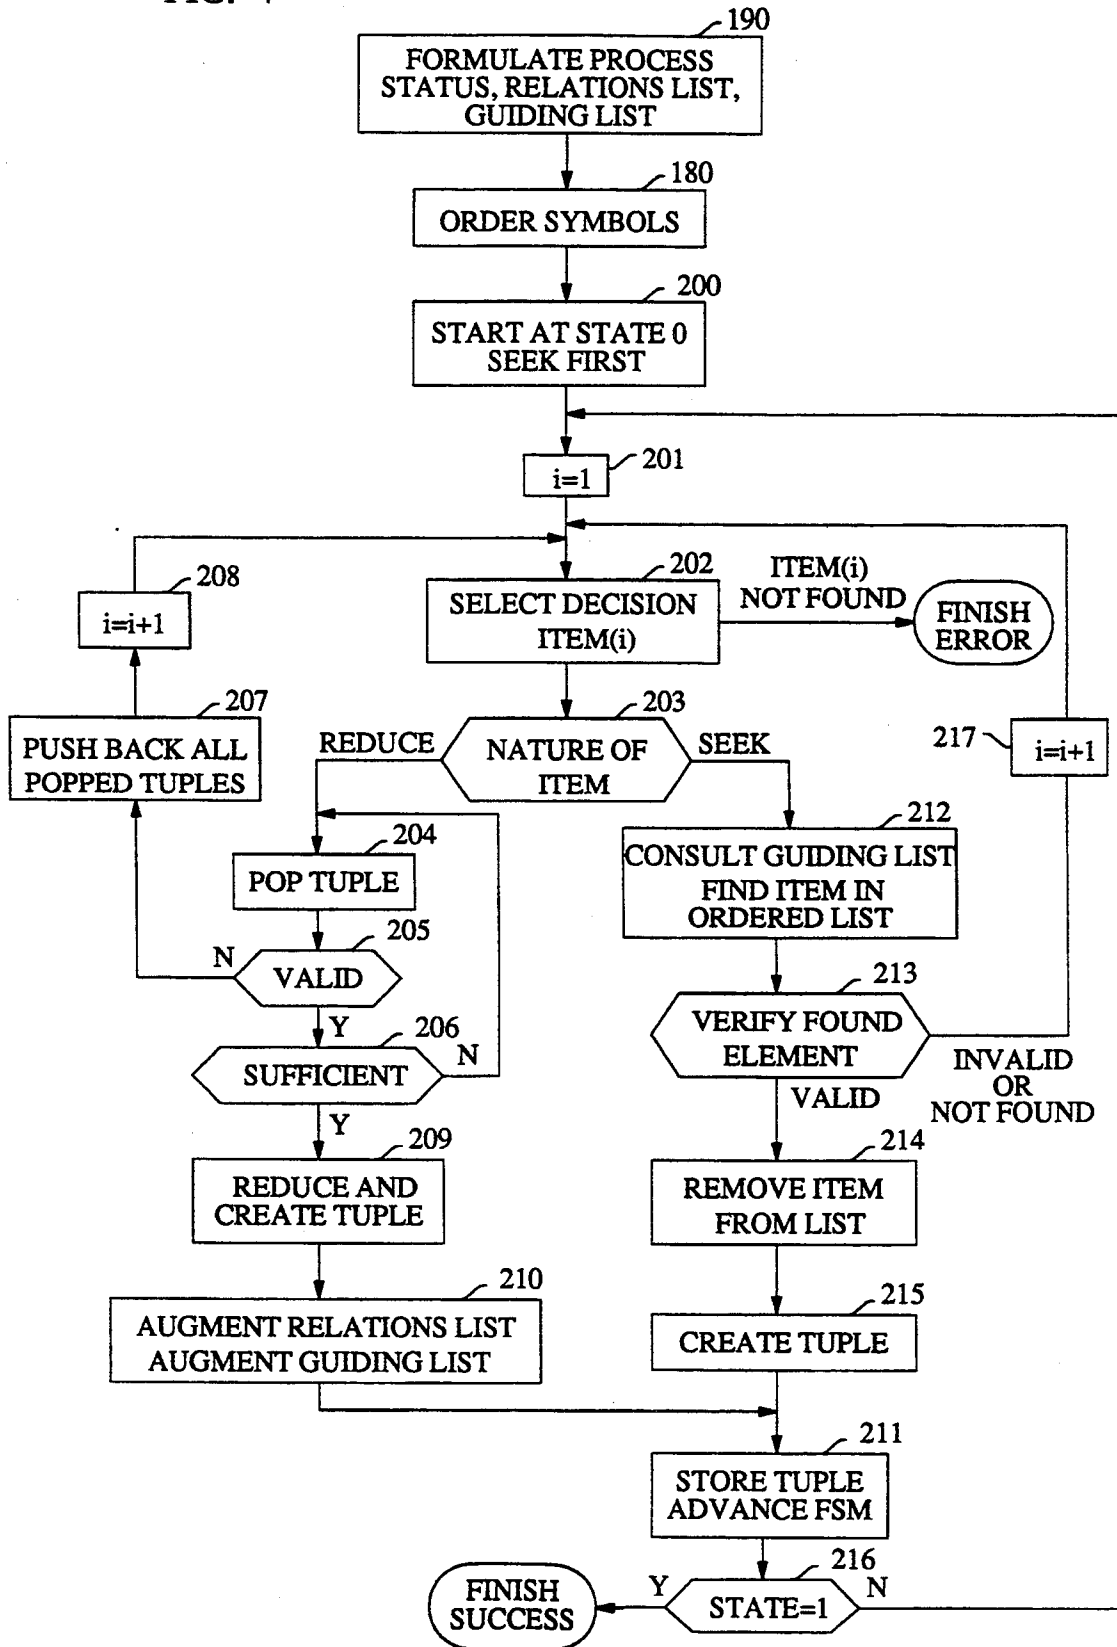 FIG.
190
FORMULATE PROCESS
STATUS, RELATIONS LIST,
GUIDING LIST
180
ORDER SYMBOLS
200
START AT STATE 0
SEEK FIRST
201
i=1
208
i=i+1
202
SELECT DECISION
ITEM(i)
ITEM(i)
NOT FOUND
FINISH
ERROR
207
PUSH BACK ALL
POPPED TUPLES
203
REDUCE
NATURE OF
ITEM
SEEK
217
i=i+1
204
POP TUPLE
212
CONSULT GUIDING LIST
FIND ITEM IN
ORDERED LIST
205
N
VALID
Y
213
VERIFY FOUND
ELEMENT
206
SUFFICIENT
N
Y
VALID
INVALID
OR
NOT FOUND
209
REDUCE AND
CREATE TUPLE
214
REMOVE ITEM
FROM LIST
210
AUGMENT RELATIONS LIST
AUGMENT GUIDING LIST
215
CREATE TUPLE
211
STORE TUPLE
ADVANCE FSM
216
FINISH
SUCCESS
Y
STATE=1
N